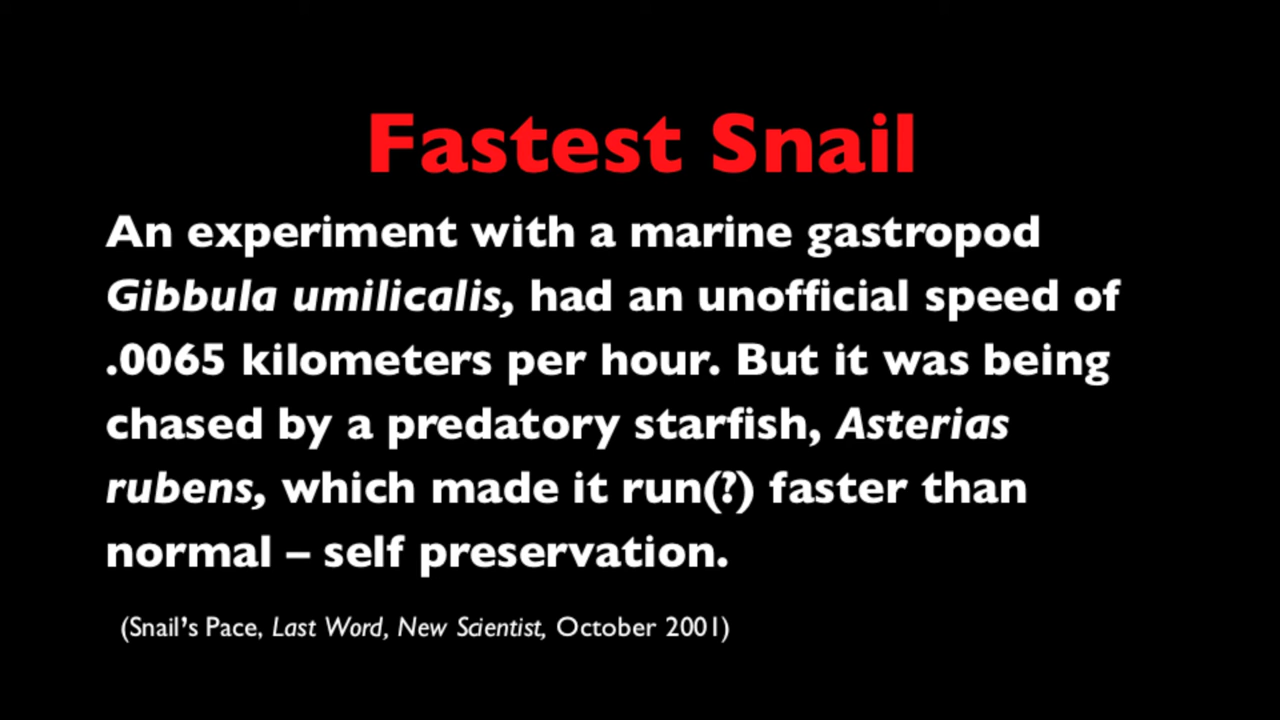 Fastest Snail
An experiment with a marine gastropod
Gibbula umilicalis, had an unofficial speed of
.0065 kilometers per hour. But it was being
chased by a predatory starfish, Asterias
rubens, which made it run(?) faster than
normal – self preservation.
(Snail's Pace, Last Word, New Scientist, October 2001)